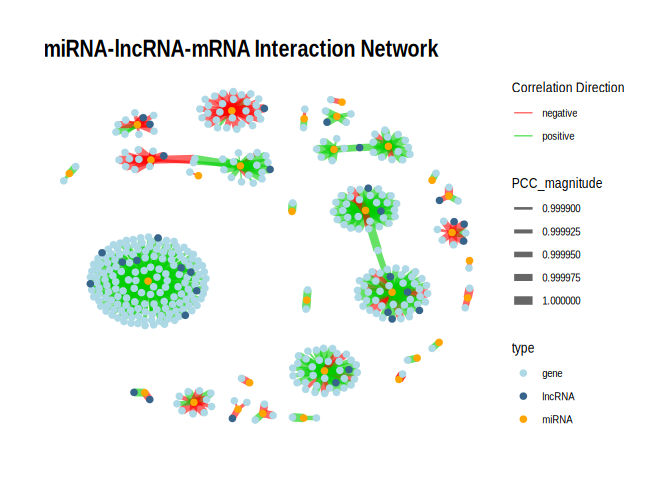 miRNA-lncRNA-mRNA Interaction Network
Correlation Direction
negative
positive
PCC_magnitude
0.999900
0.999925
0.999950
0.999975
1.000000
type
gene
lncRNA
miRNA